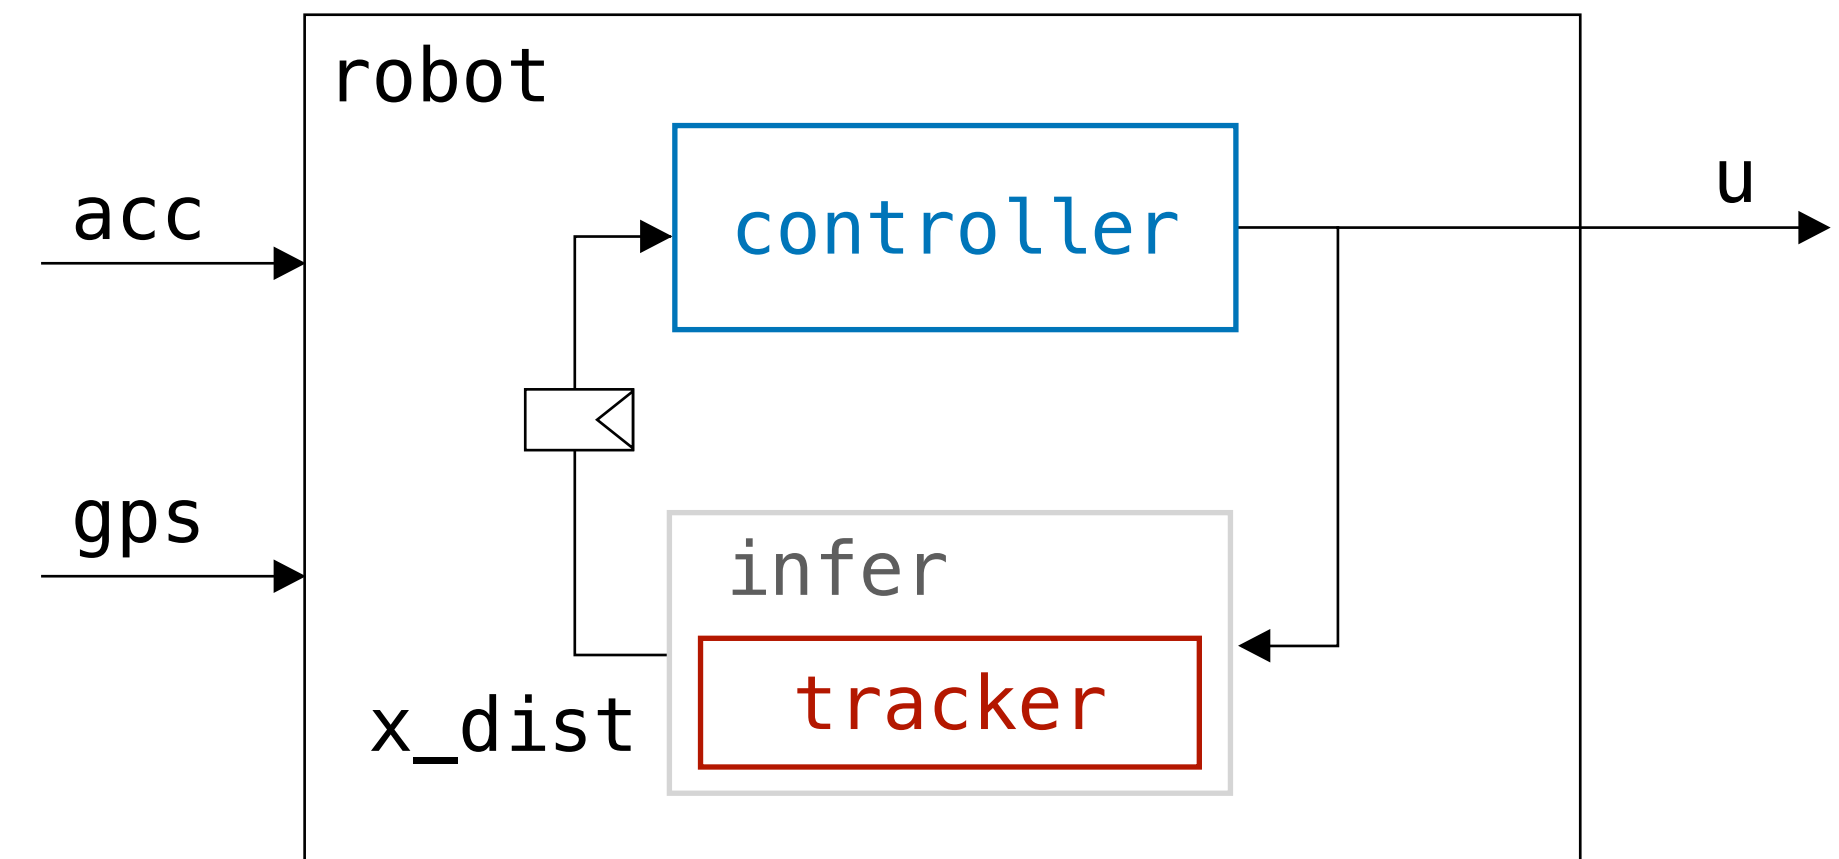 robot
acc
controller
u
gps
infer
tracker
x_dist